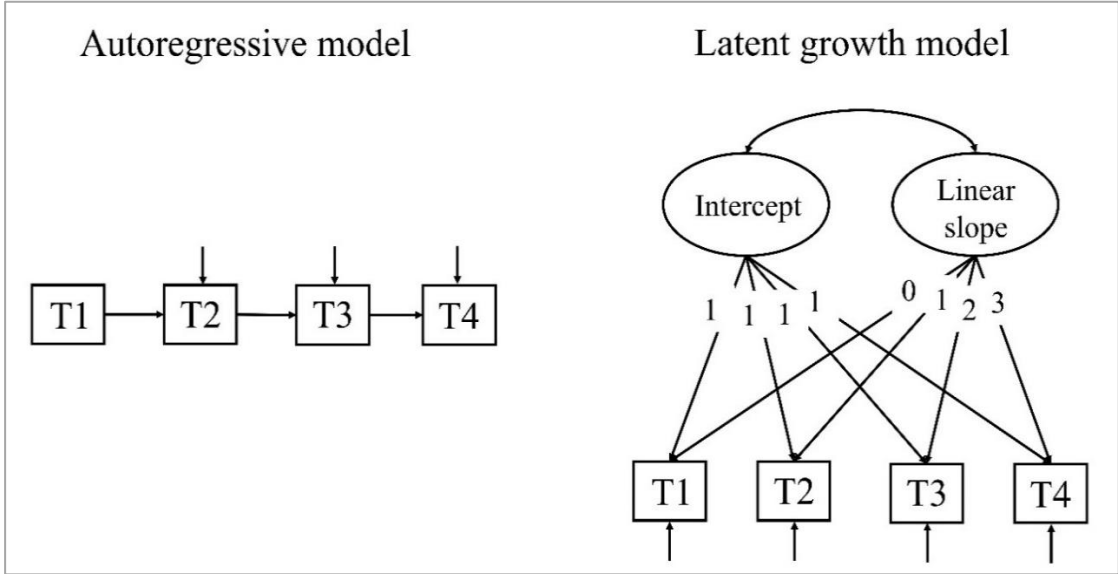 Autoregressive model
T1
T2
T3
T4
Latent growth model
Intercept
Linear
slope
1
1
1
1
0
1
2
3
T1
T2
T3
T4